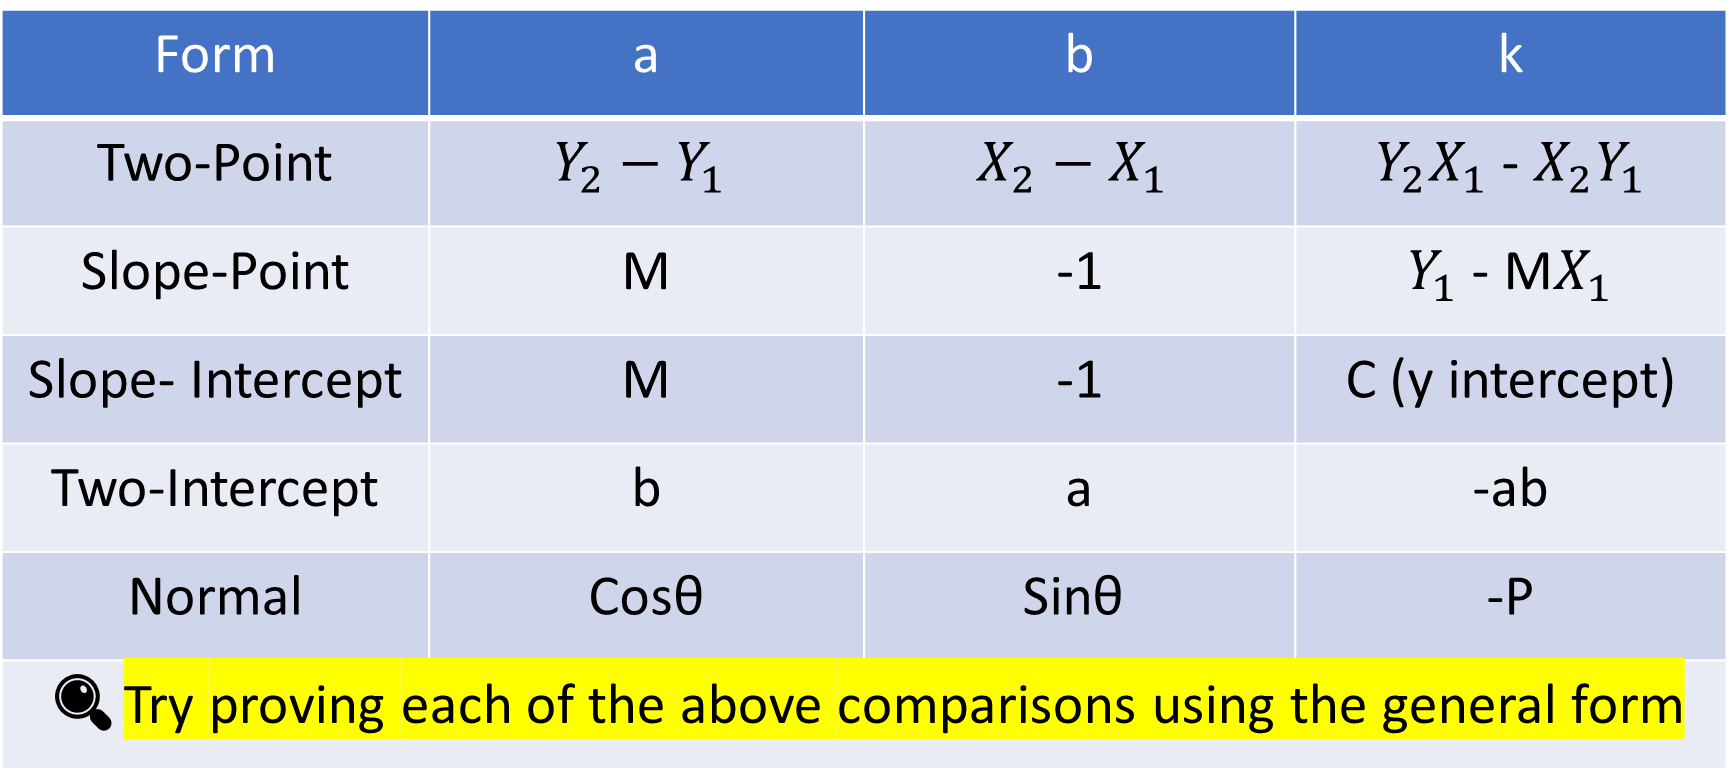 Form a b k
Two-Point Y₂ − Y₁ X₂ − X₁ Y₂X₁ - X₂Y₁
Slope-Point M -1 Y₁ - MX₁
Slope- Intercept M -1 C (y intercept)
Two-Intercept b a -ab
Normal Cosθ Sinθ -P
Try proving each of the above comparisons using the general form